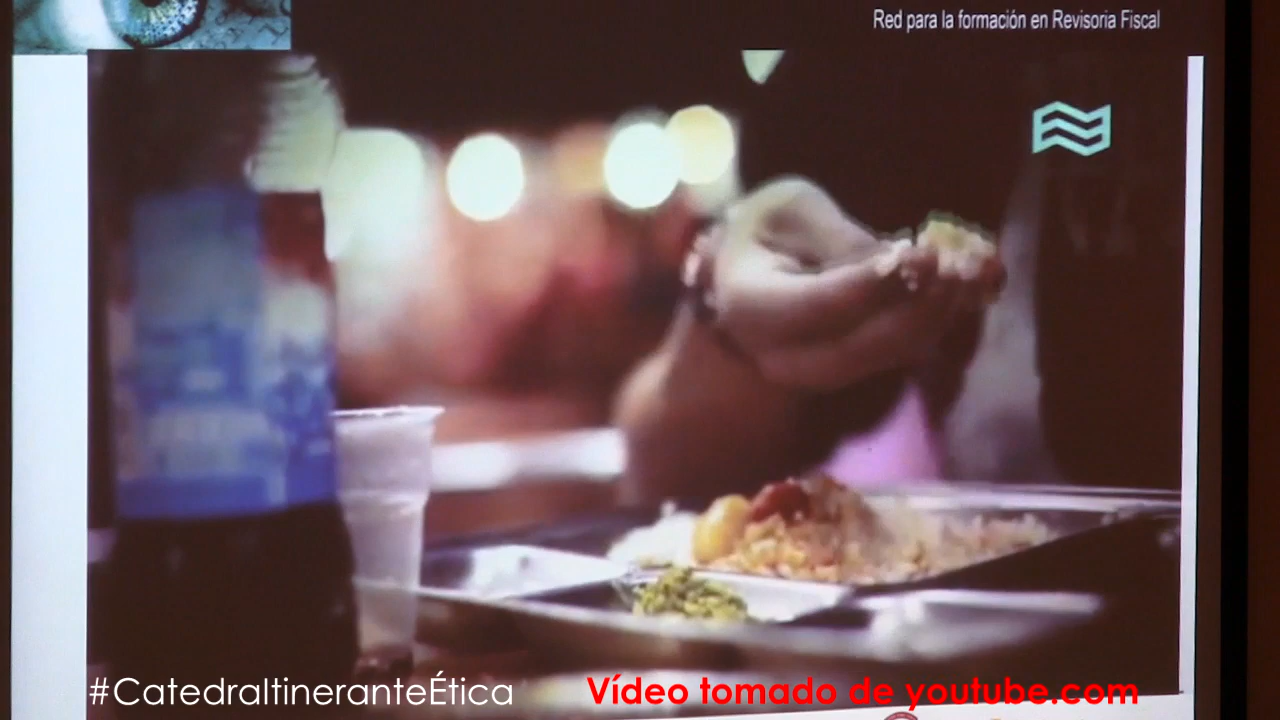 Red para la formación en Revisoria Fiscal
#CatedraItineranteÉtica
Vídeo tomado de youtube.com